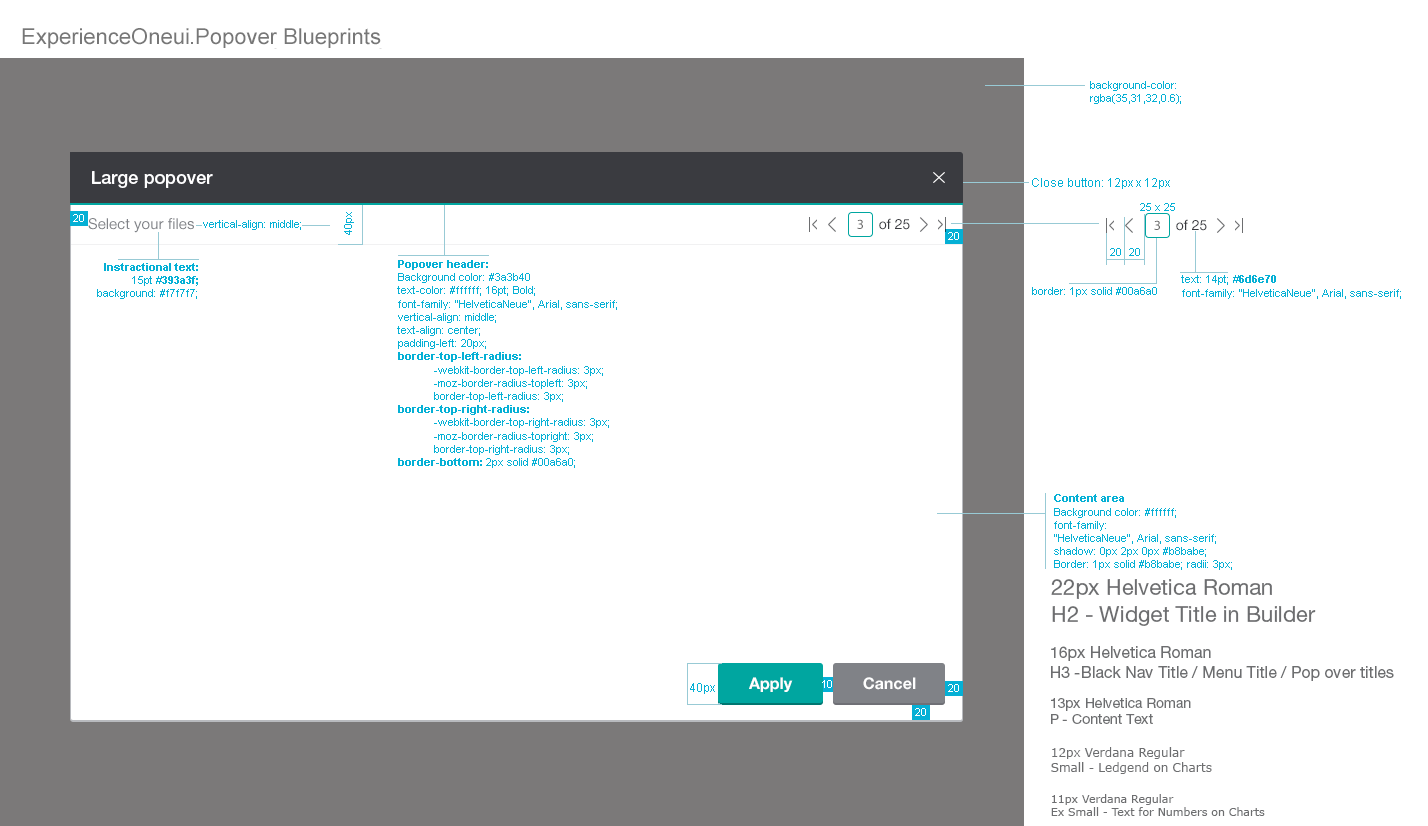 ExperienceOneui.Popover Blueprints
background-color:
rgba(35,31,32,0.6);
Large popover
Close button: 12px x 12px
20
Select your files
vertical-align: middle;
40px
3
of 25
20
25 x 25
3
of 25
20
20
border: 1px solid #00a6a0
text: 14pt; #6d6e70
font-family: "HelveticaNeue", Arial, sans-serif;
Instractional text:
15pt #393a3f;
background: #f7f7f7;
Popover header:
Background color: #3a3b40
text-color: #ffffff; 16pt; Bold;
font-family: "HelveticaNeue", Arial, sans-serif;
vertical-align: middle;
text-align: center;
padding-left: 20px;
border-top-left-radius:
-webkit-border-top-left-radius: 3px;
-moz-border-radius-topleft: 3px;
border-top-left-radius: 3px;
border-top-right-radius:
-webkit-border-top-right-radius: 3px;
-moz-border-radius-topright: 3px;
border-top-right-radius: 3px;
border-bottom: 2px solid #00a6a0;
Content area
Background color: #ffffff;
font-family:
"HelveticaNeue", Arial, sans-serif;
shadow: 0px 2px 0px #b8babe;
Border: 1px solid #b8babe; radii: 3px;
22px Helvetica Roman
H2 - Widget Title in Builder
16px Helvetica Roman
H3 -Black Nav Title / Menu Title / Pop over titles
13px Helvetica Roman
P - Content Text
12px Verdana Regular
Small - Ledgend on Charts
11px Verdana Regular
Ex Small - Text for Numbers on Charts
40px
Apply
10
Cancel
20
20